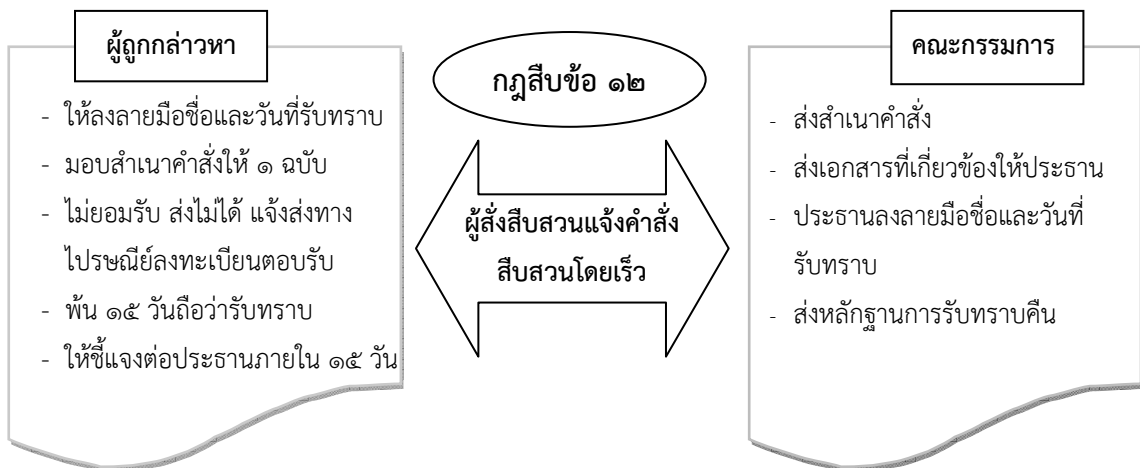 ผู้ถูกกล่าวหา
- ให้ลงลายมือชื่อและวันที่รับทราบ
- มอบสำเนาคำสั่งให้ ๑ ฉบับ
- ไม่ยอมรับ ส่งไม่ได้ แจ้งส่งทาง
ไปรษณีย์ลงทะเบียนตอบรับ
- พ้น ๑๕ วันถือว่ารับทราบ
- ให้ชี้แจงต่อประธานภายใน ๑๕ วัน
กฎสืบข้อ ๑๒
ผู้สั่งสืบสวนแจ้งคำสั่ง
สืบสวนโดยเร็ว
คณะกรรมการ
- ส่งสำเนาคำสั่ง
- ส่งเอกสารที่เกี่ยวข้องให้ประธาน
- ประธานลงลายมือชื่อและวันที่
รับทราบ
- ส่งหลักฐานการรับทราบคืน